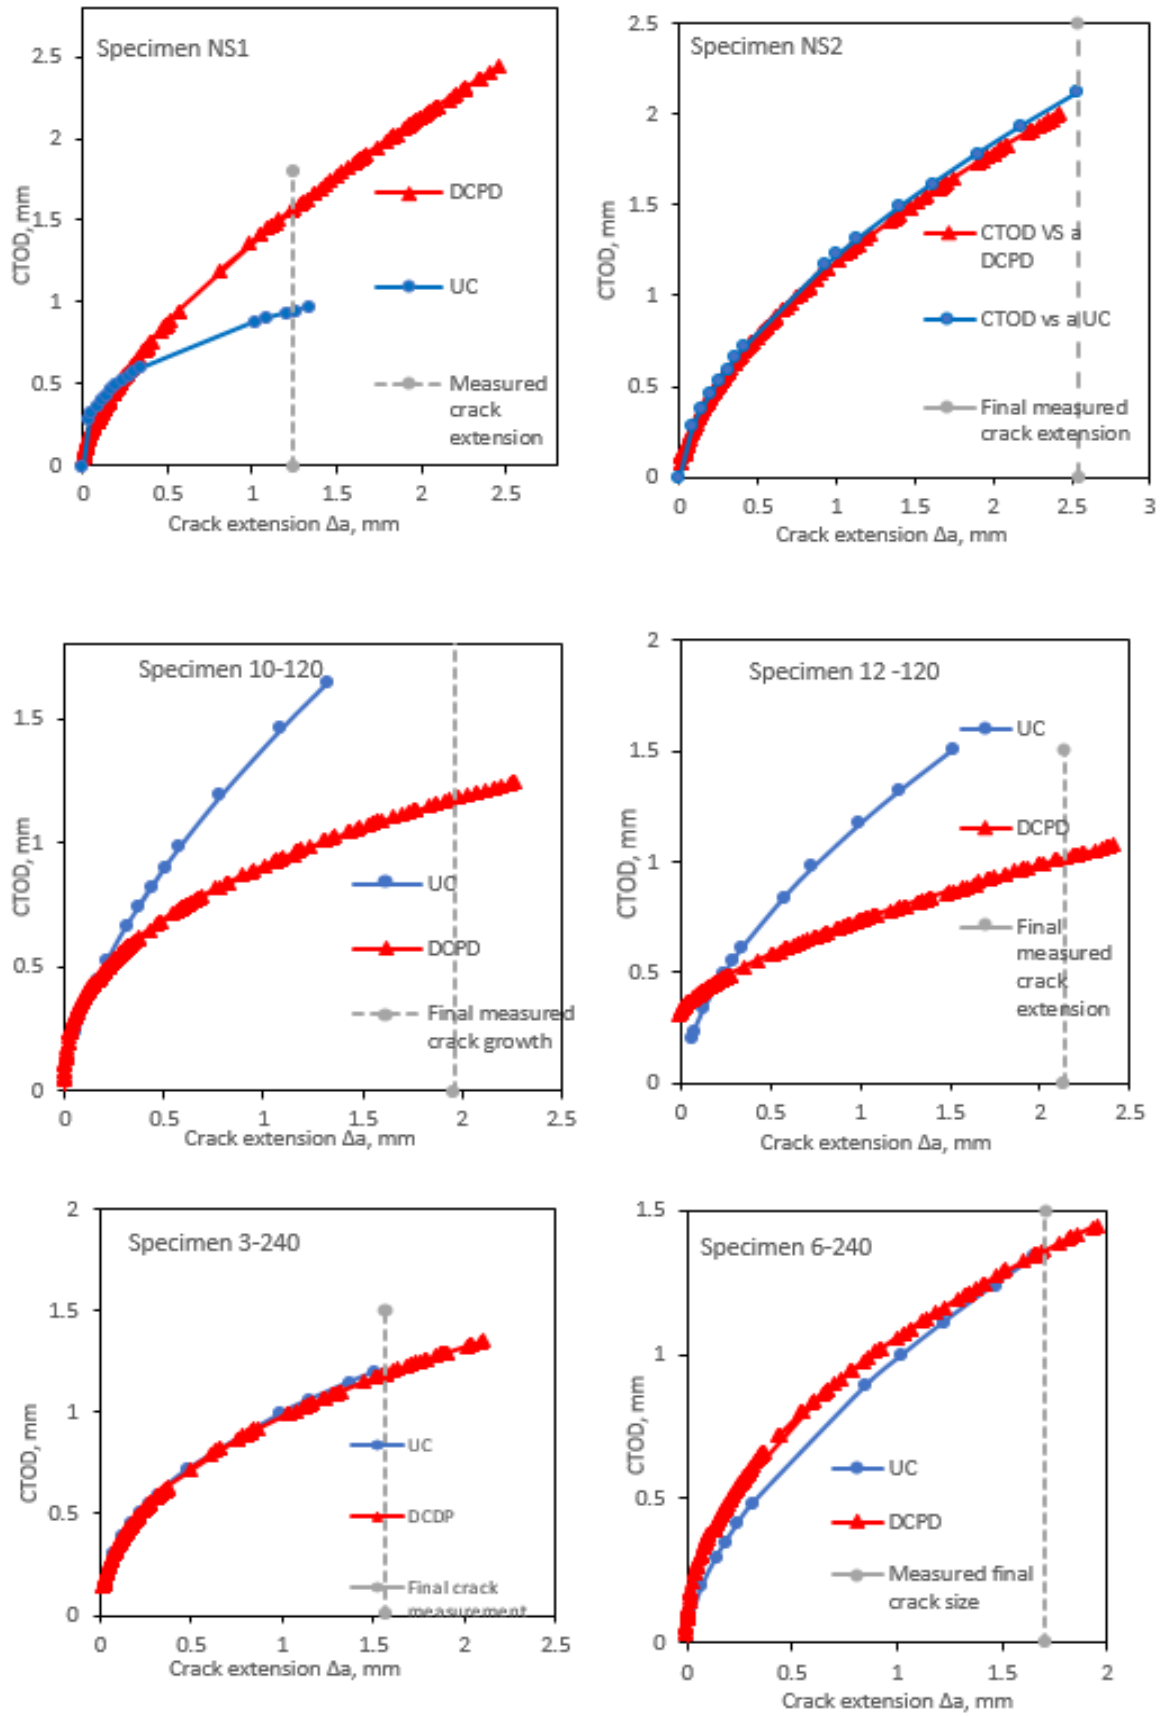 Specimen NS1
2.5
2
1.5
1
0.5
0
CTOD, mm
DCPD
UC
Measured
crack
extension
0 0.5 1 1.5 2 2.5
Crack extension Δa, mm
Specimen NS2
2.5
2
1.5
1
0.5
0
CTOD, mm
CTOD VS a
DCPD
CTOD vs a UC
Final measured
crack extension
0 0.5 1 1.5 2 2.5 3
Crack extension Δa, mm
Specimen 10-120
1.5
1
0.5
0
CTOD, mm
UC
DCPD
Final measured
crack growth
0 0.5 1 1.5 2 2.5
Crack extension Δa, mm
Specimen 12 -120
2
1.5
1
0.5
0
CTOD, mm
UC
DCPD
Final
measured
crack
extension
0 0.5 1 1.5 2 2.5
Crack extension Δa, mm
Specimen 3-240
2
1.5
1
0.5
0
CTOD, mm
UC
DCDP
Final crack
measurement
0 0.5 1 1.5 2 2.5
Crack extension Δa, mm
Specimen 6-240
1.5
1
0.5
0
CTOD, mm
UC
DCPD
Measured final
crack size
0 0.5 1 1.5 2
Crack extension Δa, mm